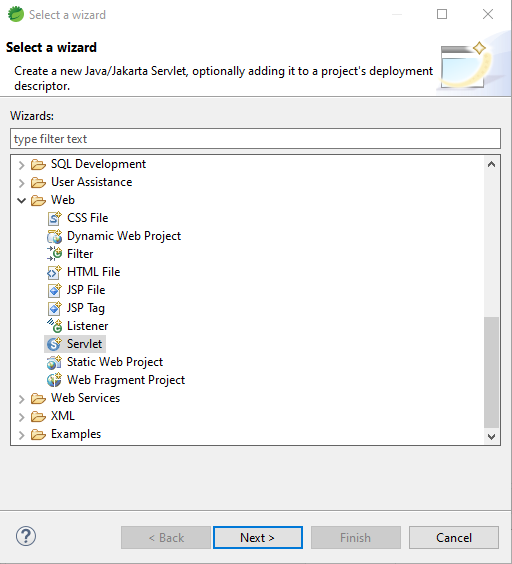 Select a wizard
Select a wizard
Create a new Java/Jakarta Servlet, optionally adding it to a project's deployment
descriptor.
Wizards:
type filter text
SQL Development
User Assistance
Web
CSS File
Dynamic Web Project
Filter
HTML File
JSP File
JSP Tag
Listener
Servlet
Static Web Project
Web Fragment Project
Web Services
XML
Examples
?
< Back
Next >
Finish
Cancel